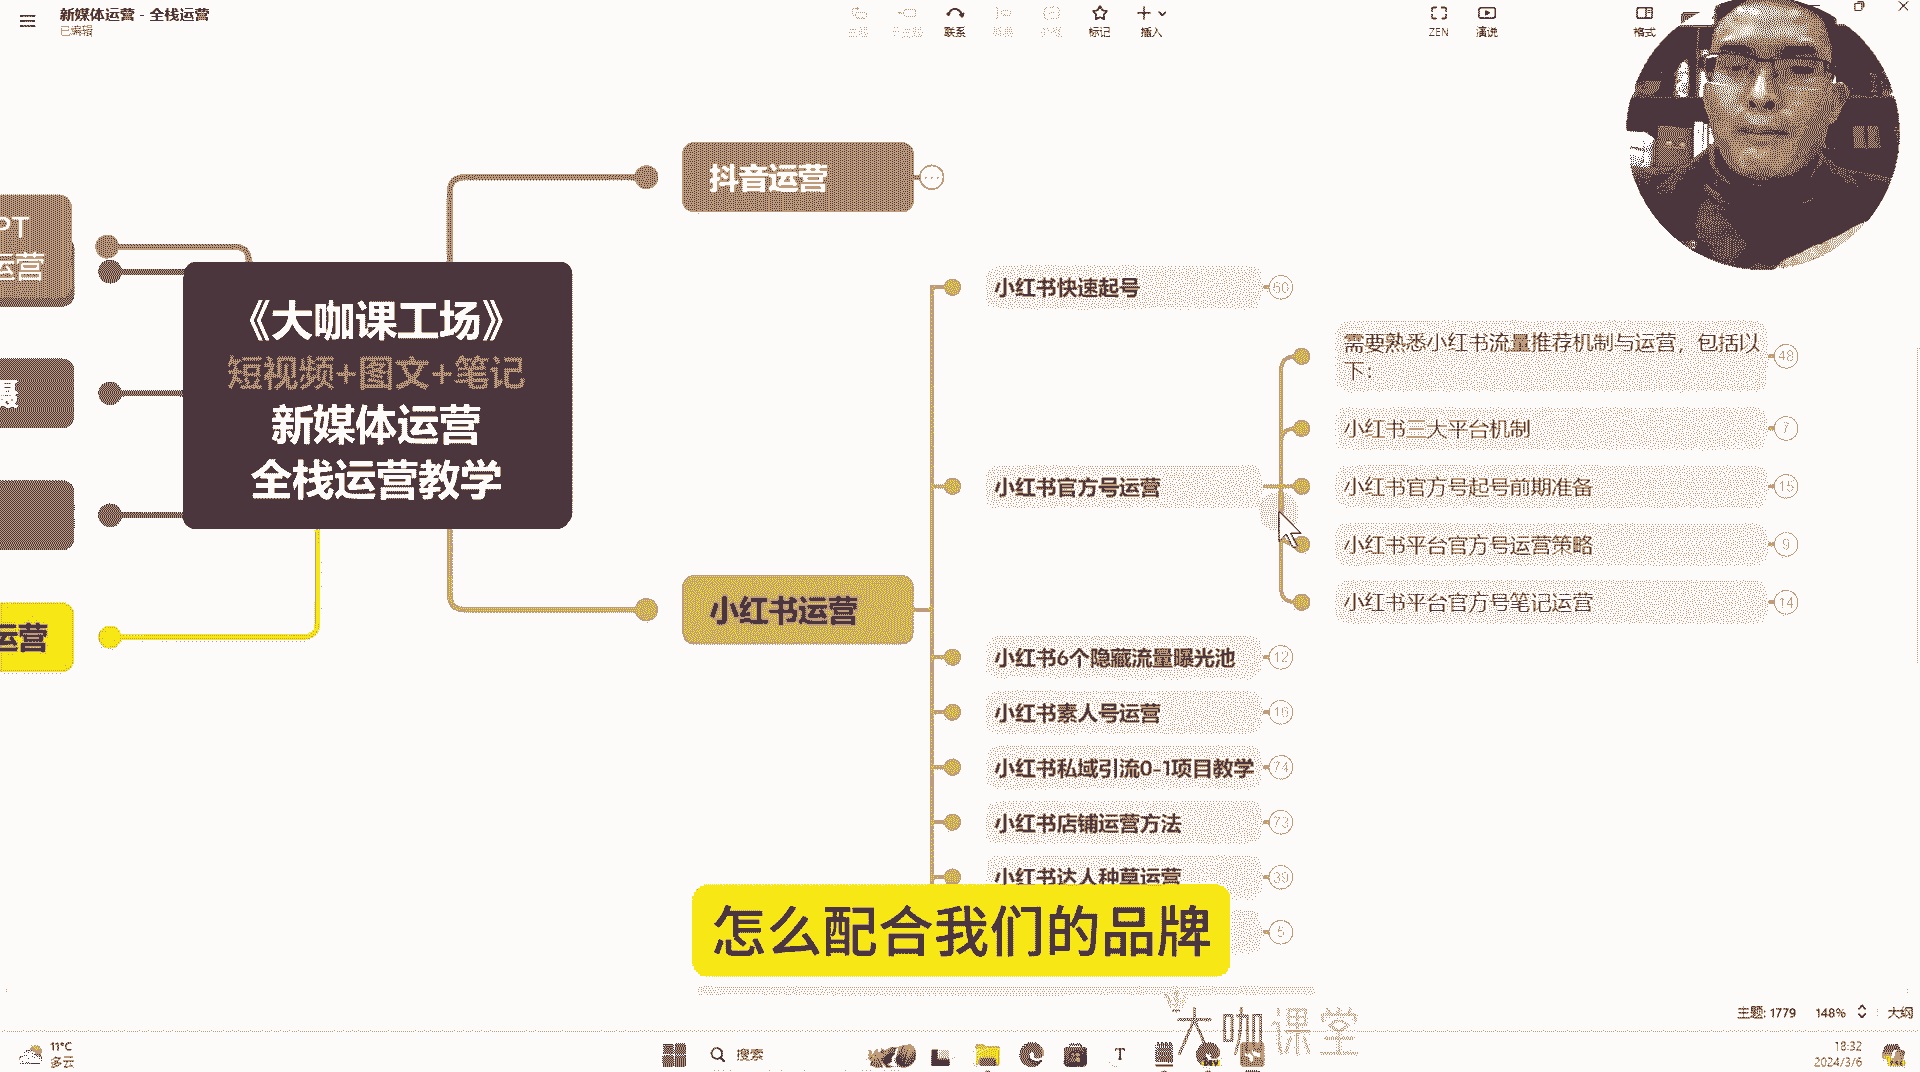 新媒体运营 - 全栈运营
已编辑
联系
标记
插入
ZEN
演说
格式
PT
运营
摄
运营
《大咖课工场》
短视频+图文+笔记
新媒体运营
全栈运营教学
抖音运营
小红书运营
小红书快速起号
50
小红书官方号运营
需要熟悉小红书流量推荐机制与运营，包括以
下：
48
小红书三大平台机制
7
小红书官方号起号前期准备
15
小红书平台官方号运营策略
9
小红书平台官方号笔记运营
14
小红书6个隐藏流量曝光池
12
小红书素人号运营
16
小红书私域引流0-1项目教学
74
小红书店铺运营方法
73
小红书达人种草运营
39
5
怎么配合我们的品牌
大咖课堂
主题: 1779
148%
大纲
11°C
多云
搜索
18:32
2024/3/6